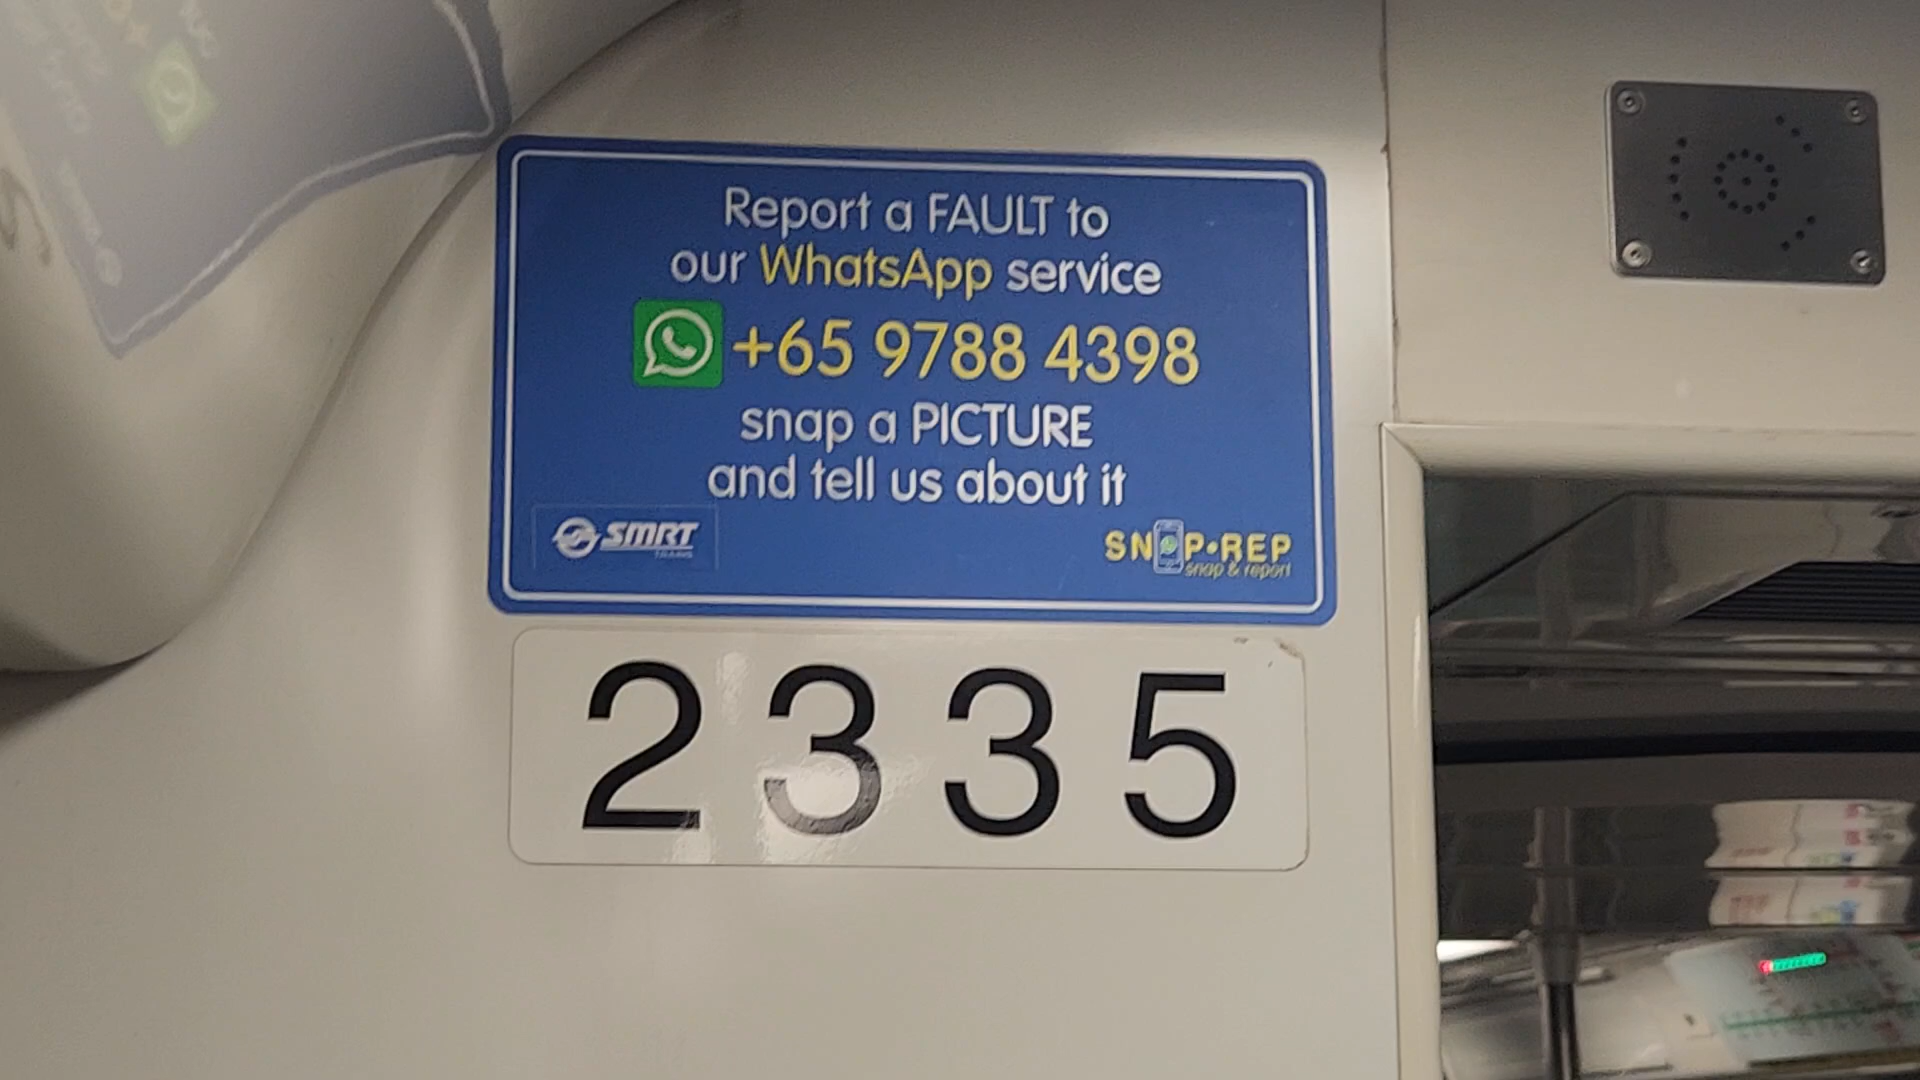 Report a FAULT to
our WhatsApp service
+65 9788 4398
snap a PICTURE
and tell us about it
SMRT
TRAINS
SNAP•REP
snap & report
2335